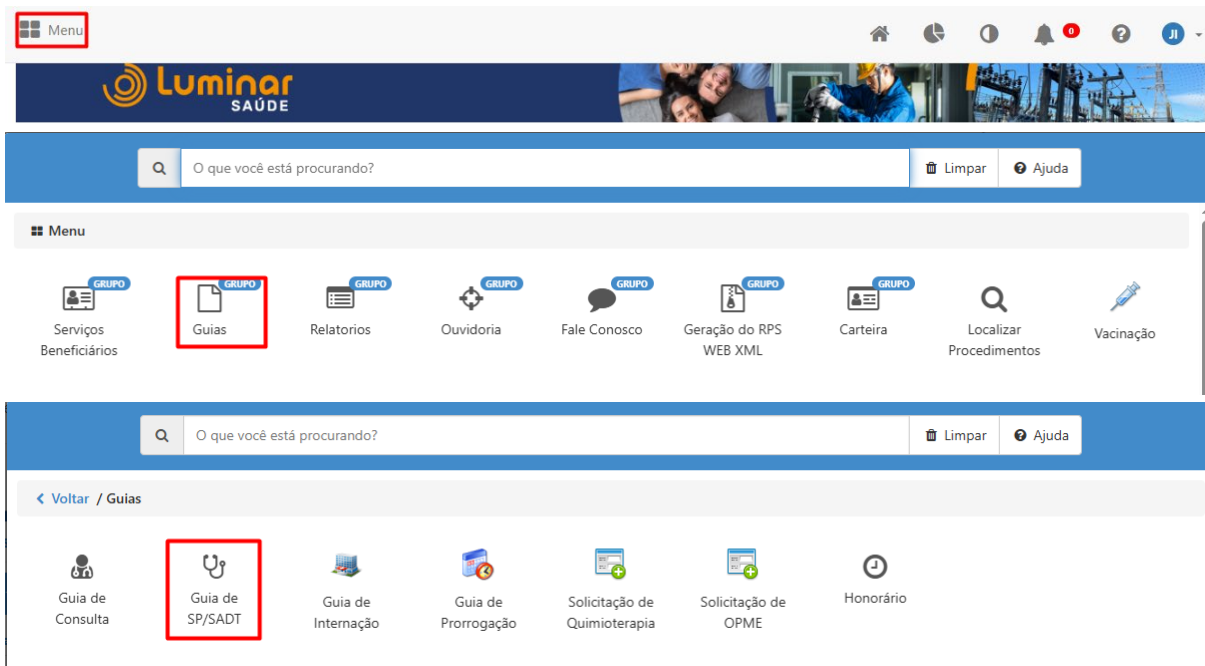 Menu
0
JI
Luminar
SAÚDE
O que você está procurando?
Limpar
Ajuda
Menu
GRUPO
GRUPO
GRUPO
GRUPO
GRUPO
GRUPO
GRUPO
Serviços
Beneficiários
Guias
Relatorios
Ouvidoria
Fale Conosco
Geração do RPS
WEB XML
Carteira
Localizar
Procedimentos
Vacinação
O que você está procurando?
Limpar
Ajuda
Voltar / Guias
Guia de
Consulta
Guia de
SP/SADT
Guia de
Internação
Guia de
Prorrogação
Solicitação de
Quimioterapia
Solicitação de
OPME
Honorário